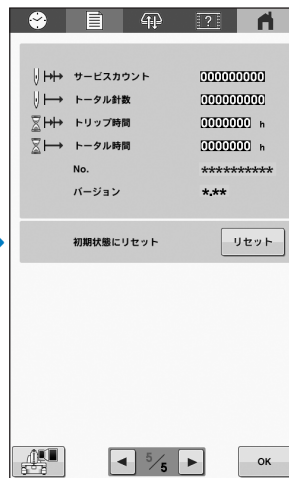 ?
サービスカウント 000000000
トータル針数 000000000
トリップ時間 0000000 h
トータル時間 0000000 h
No. **********
バージョン *.**
初期状態にリセット リセット
5/5 OK